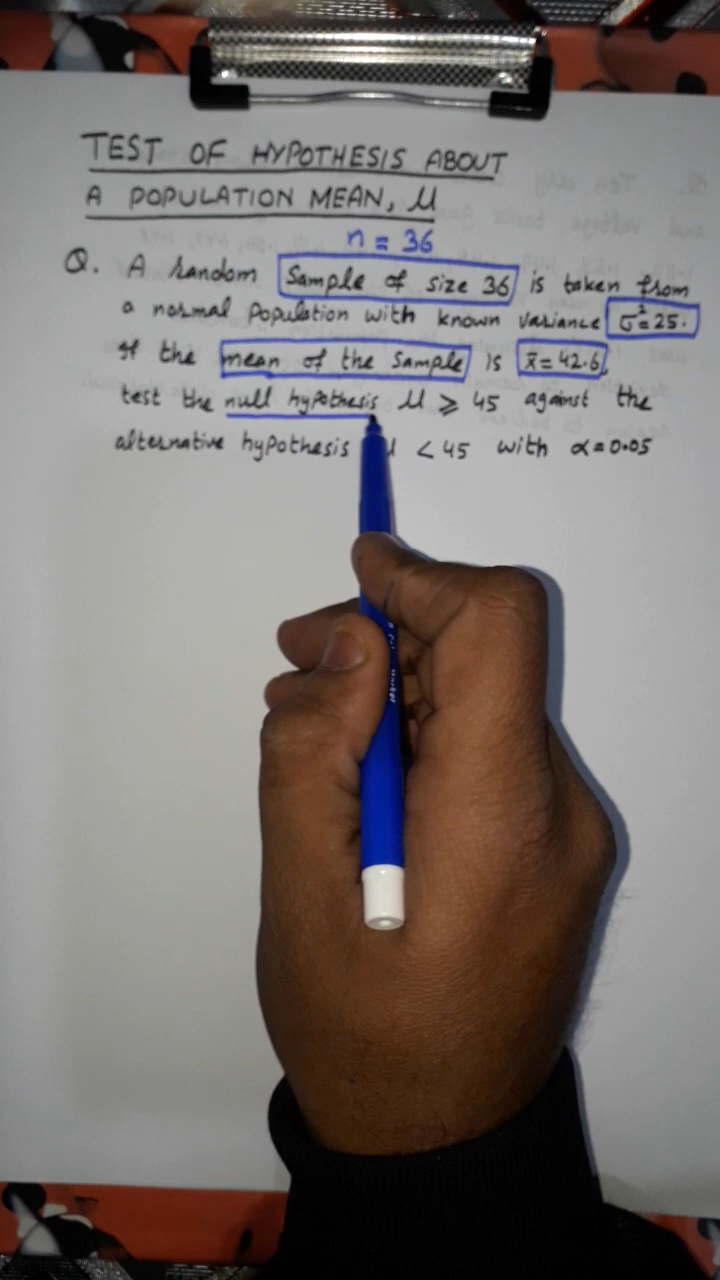 TEST OF HYPOTHESIS ABOUT
A POPULATION MEAN, μ
n = 36
Q. A random Sample of size 36 is taken from
a normal Population with known variance σ²=25.
If the mean of the Sample is x̄=42.6,
test the null hypothesis μ ≥ 45 against the
alternative hypothesis μ < 45 with α=0.05